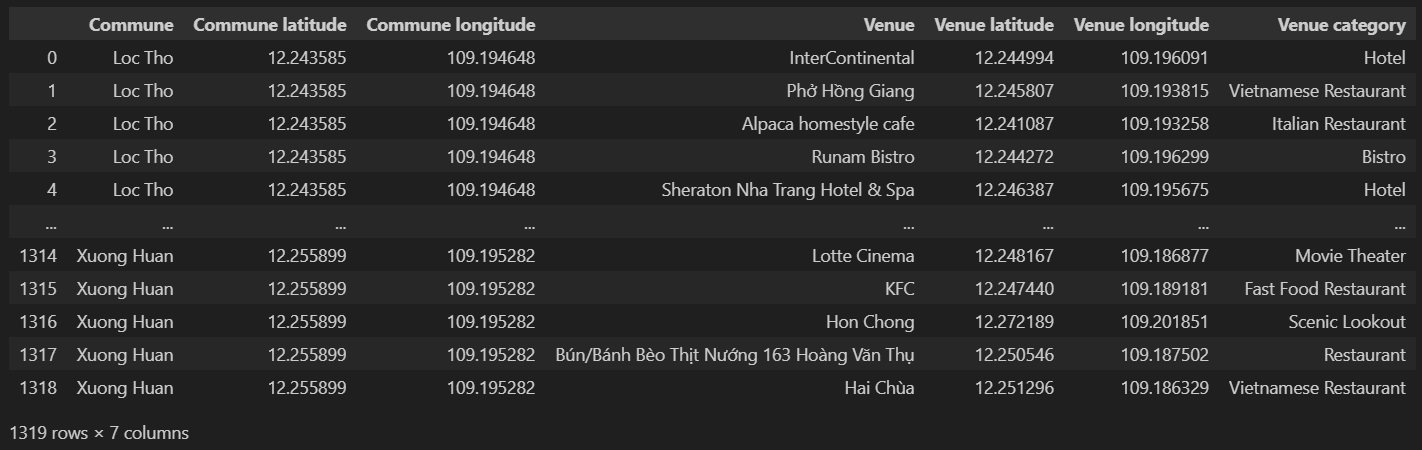 Commune Commune latitude Commune longitude Venue Venue latitude Venue longitude Venue category
0 Loc Tho 12.243585 109.194648 InterContinental 12.244994 109.196091 Hotel
1 Loc Tho 12.243585 109.194648 Phở Hồng Giang 12.245807 109.193815 Vietnamese Restaurant
2 Loc Tho 12.243585 109.194648 Alpaca homestyle cafe 12.241087 109.193258 Italian Restaurant
3 Loc Tho 12.243585 109.194648 Runam Bistro 12.244272 109.196299 Bistro
4 Loc Tho 12.243585 109.194648 Sheraton Nha Trang Hotel & Spa 12.246387 109.195675 Hotel
... ... ... ... ... ... ... ...
1314 Xuong Huan 12.255899 109.195282 Lotte Cinema 12.248167 109.186877 Movie Theater
1315 Xuong Huan 12.255899 109.195282 KFC 12.247440 109.189181 Fast Food Restaurant
1316 Xuong Huan 12.255899 109.195282 Hon Chong 12.272189 109.201851 Scenic Lookout
1317 Xuong Huan 12.255899 109.195282 Bún/Bánh Bèo Thịt Nướng 163 Hoàng Văn Thụ 12.250546 109.187502 Restaurant
1318 Xuong Huan 12.255899 109.195282 Hai Chùa 12.251296 109.186329 Vietnamese Restaurant
1319 rows × 7 columns